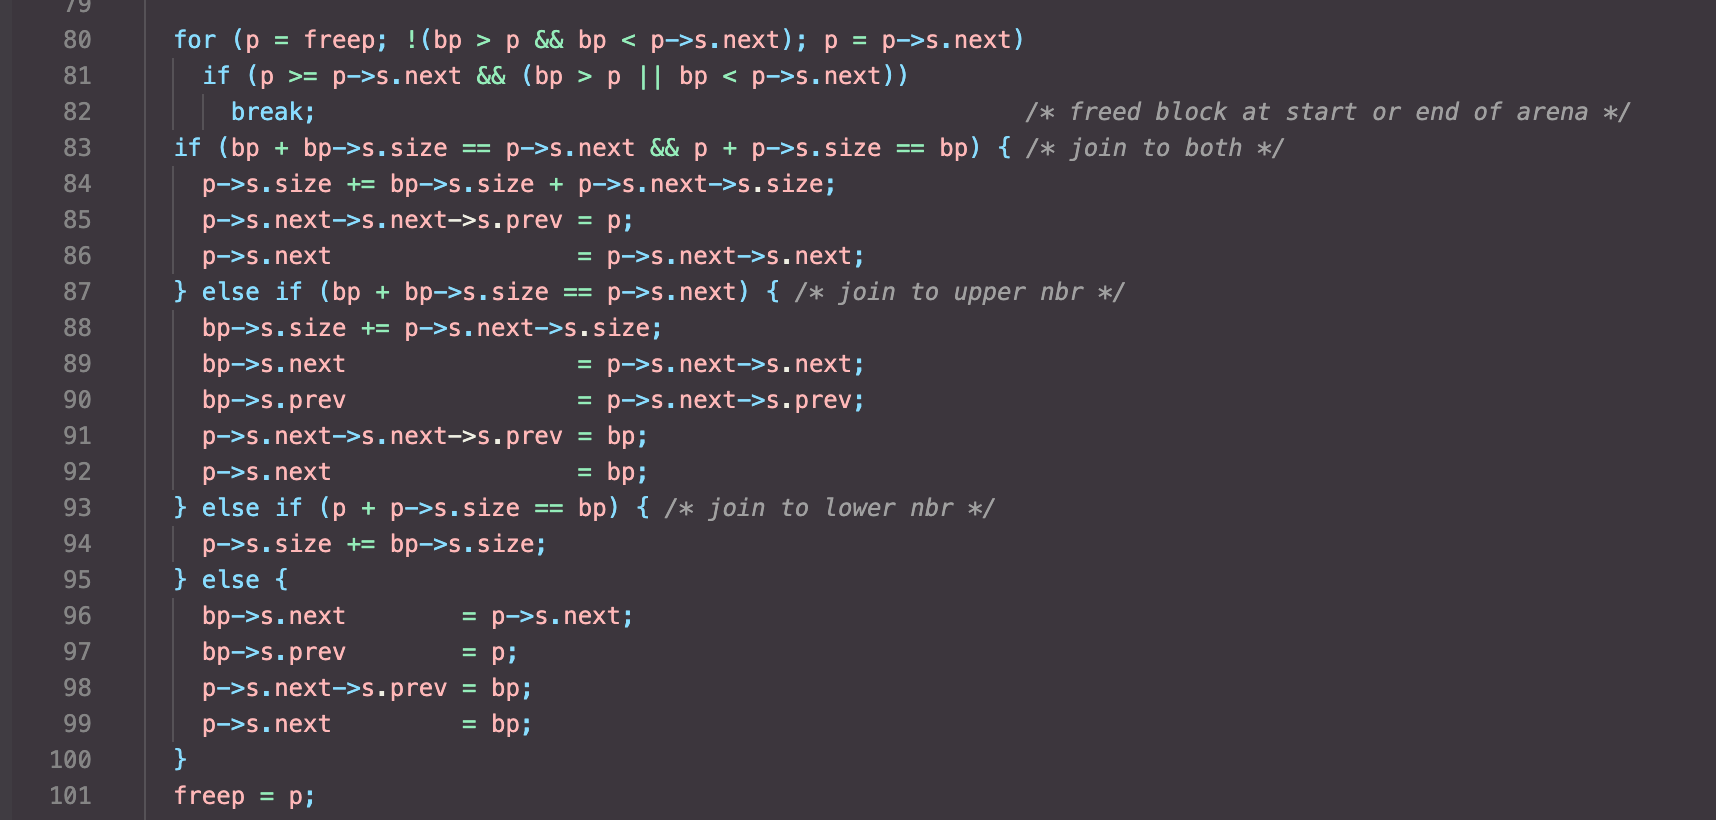 79
80 for (p = freep; !(bp > p && bp < p->s.next); p = p->s.next)
81 if (p >= p->s.next && (bp > p || bp < p->s.next))
82 break; /* freed block at start or end of arena */
83 if (bp + bp->s.size == p->s.next && p + p->s.size == bp) { /* join to both */
84 p->s.size += bp->s.size + p->s.next->s.size;
85 p->s.next->s.next->s.prev = p;
86 p->s.next = p->s.next->s.next;
87 } else if (bp + bp->s.size == p->s.next) { /* join to upper nbr */
88 bp->s.size += p->s.next->s.size;
89 bp->s.next = p->s.next->s.next;
90 bp->s.prev = p->s.next->s.prev;
91 p->s.next->s.next->s.prev = bp;
92 p->s.next = bp;
93 } else if (p + p->s.size == bp) { /* join to lower nbr */
94 p->s.size += bp->s.size;
95 } else {
96 bp->s.next = p->s.next;
97 bp->s.prev = p;
98 p->s.next->s.prev = bp;
99 p->s.next = bp;
100 }
101 freep = p;